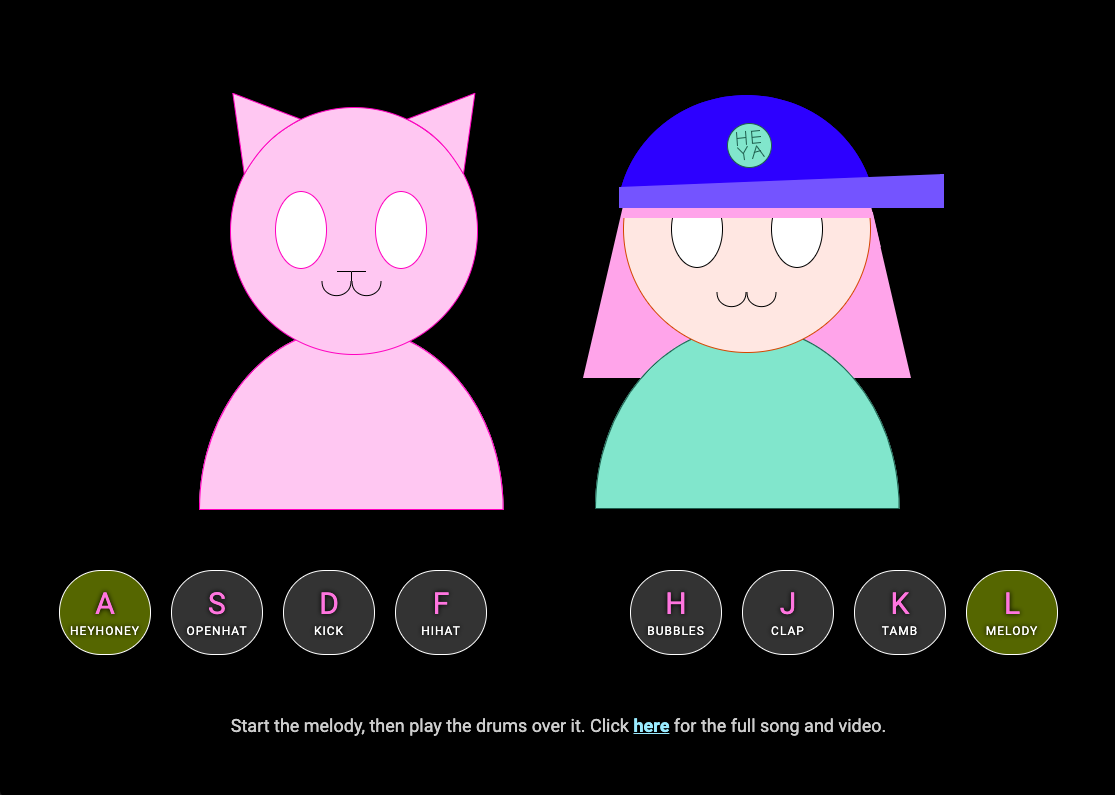 HE
YA
A
HEYHONEY
S
OPENHAT
D
KICK
F
HIHAT
H
BUBBLES
J
CLAP
K
TAMB
L
MELODY
Start the melody, then play the drums over it. Click here for the full song and video.